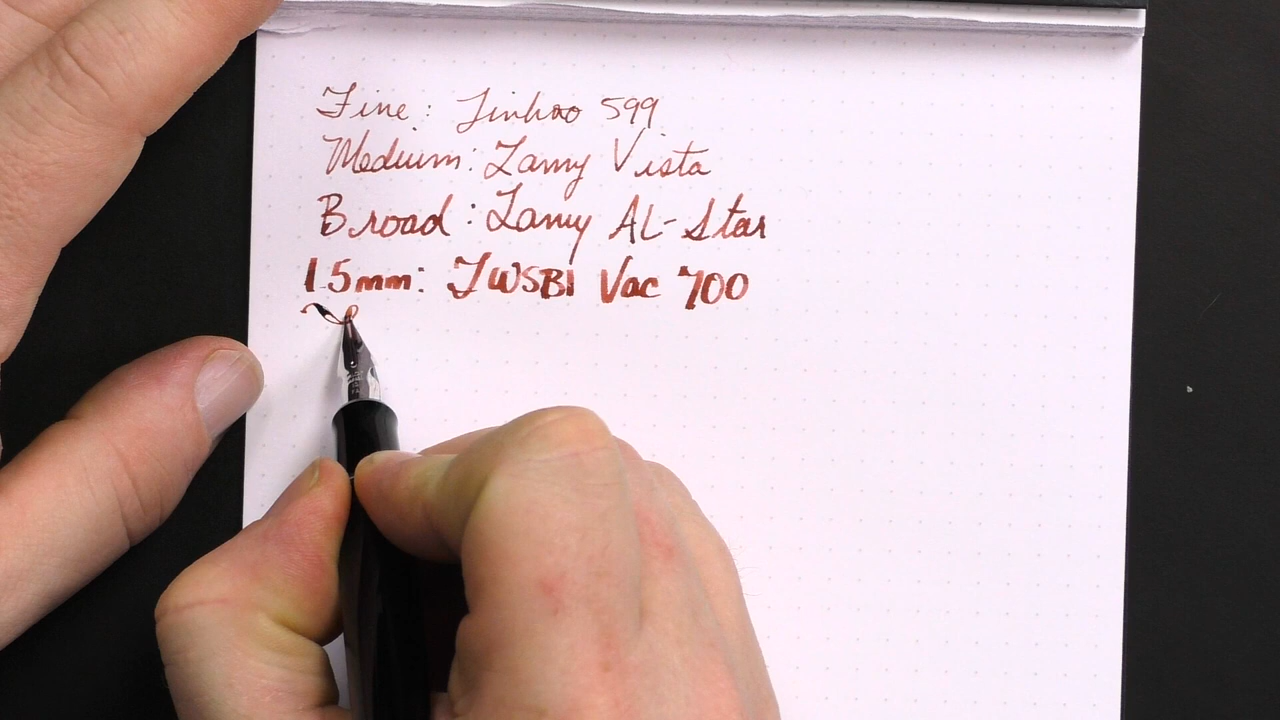 Fine: Jinhao 599
Medium: Lamy Vista
Broad: Lamy AL-Star
1.5mm: TWSBI Vac 700